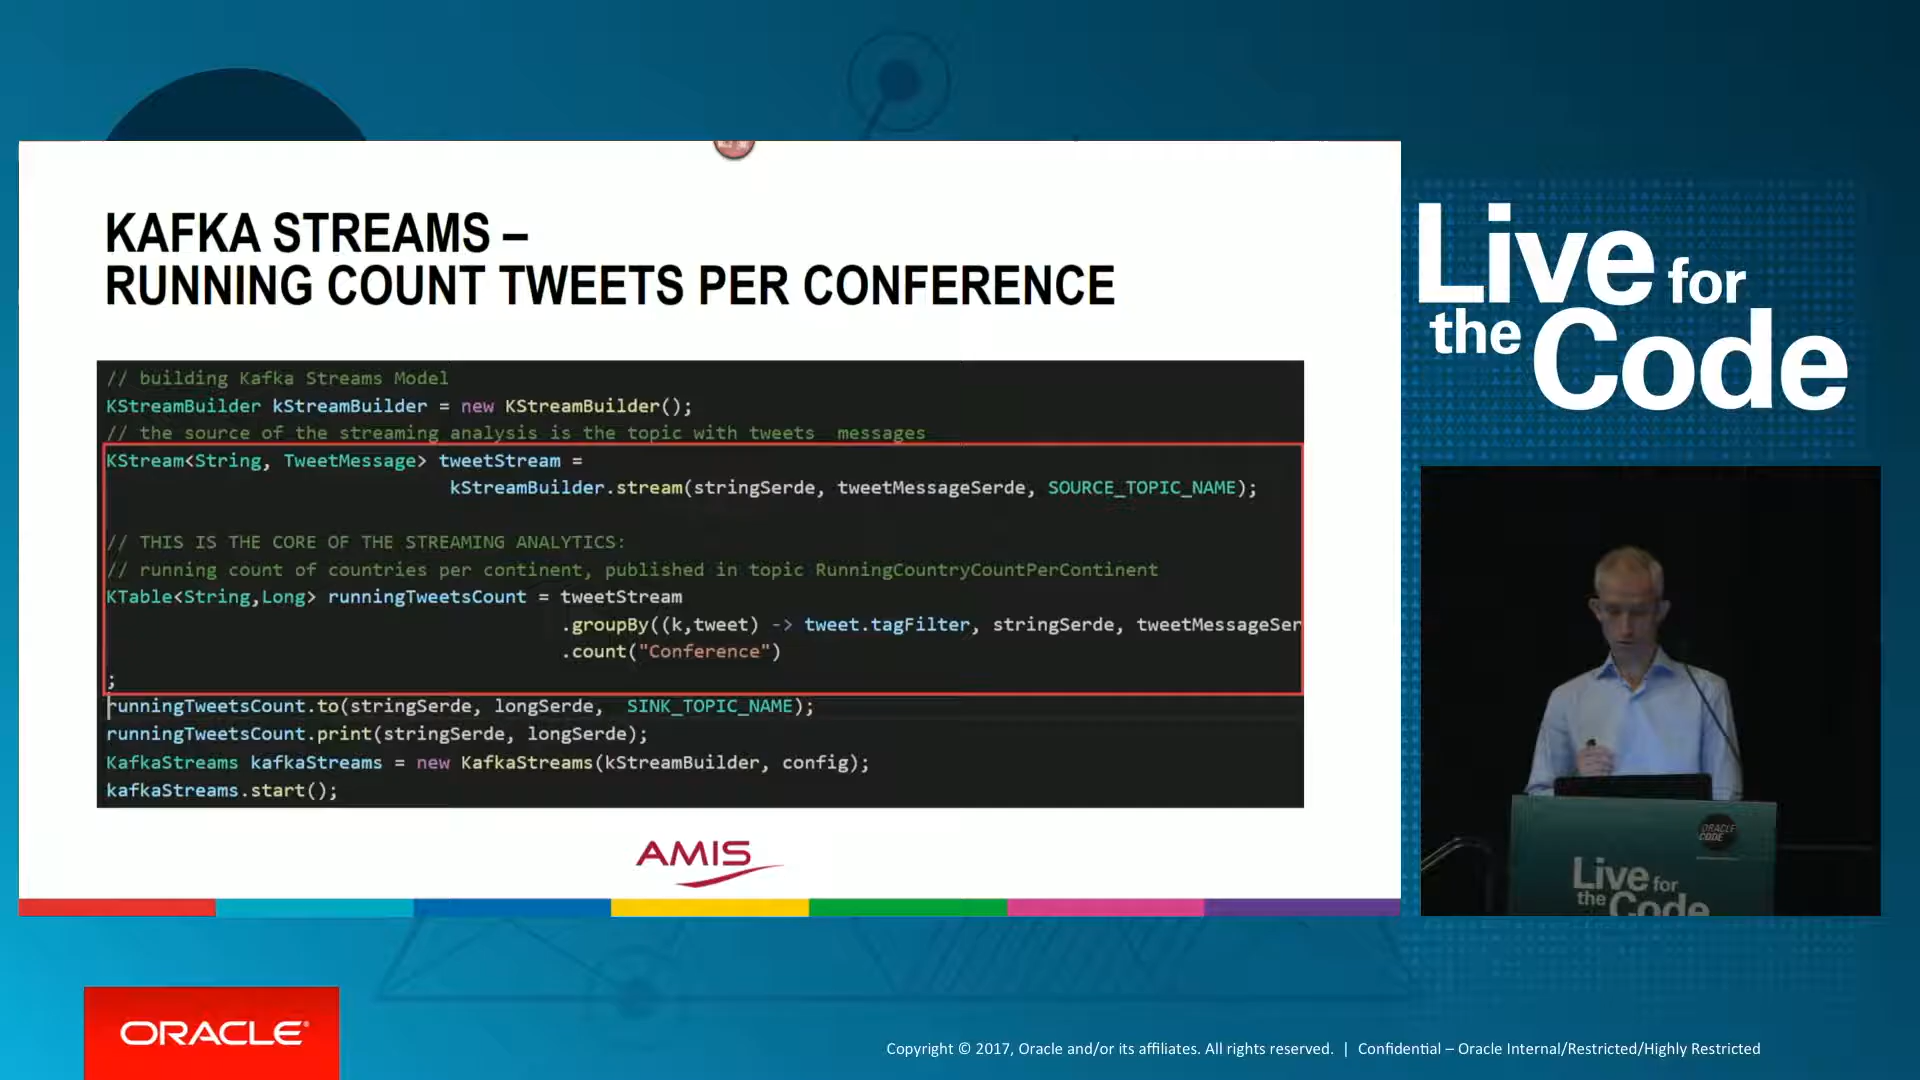 KAFKA STREAMS –
RUNNING COUNT TWEETS PER CONFERENCE
// building Kafka Streams Model
KStreamBuilder kStreamBuilder = new KStreamBuilder();
// the source of the streaming analysis is the topic with tweets  messages
KStream<String, TweetMessage> tweetStream =
kStreamBuilder.stream(stringSerde, tweetMessageSerde, SOURCE_TOPIC_NAME);
// THIS IS THE CORE OF THE STREAMING ANALYTICS:
// running count of countries per continent, published in topic RunningCountryCountPerContinent
KTable<String,Long> runningTweetsCount = tweetStream
.groupBy((k,tweet) -> tweet.tagFilter, stringSerde, tweetMessageSer
.count("Conference")
;
runningTweetsCount.to(stringSerde, longSerde,  SINK_TOPIC_NAME);
runningTweetsCount.print(stringSerde, longSerde);
KafkaStreams kafkaStreams = new KafkaStreams(kStreamBuilder, config);
kafkaStreams.start();
AMIS
Live for
the Code
ORACLE
CODE
Live for
the Code
ORACLE®
Copyright © 2017, Oracle and/or its affiliates. All rights reserved. | Confidential – Oracle Internal/Restricted/Highly Restricted